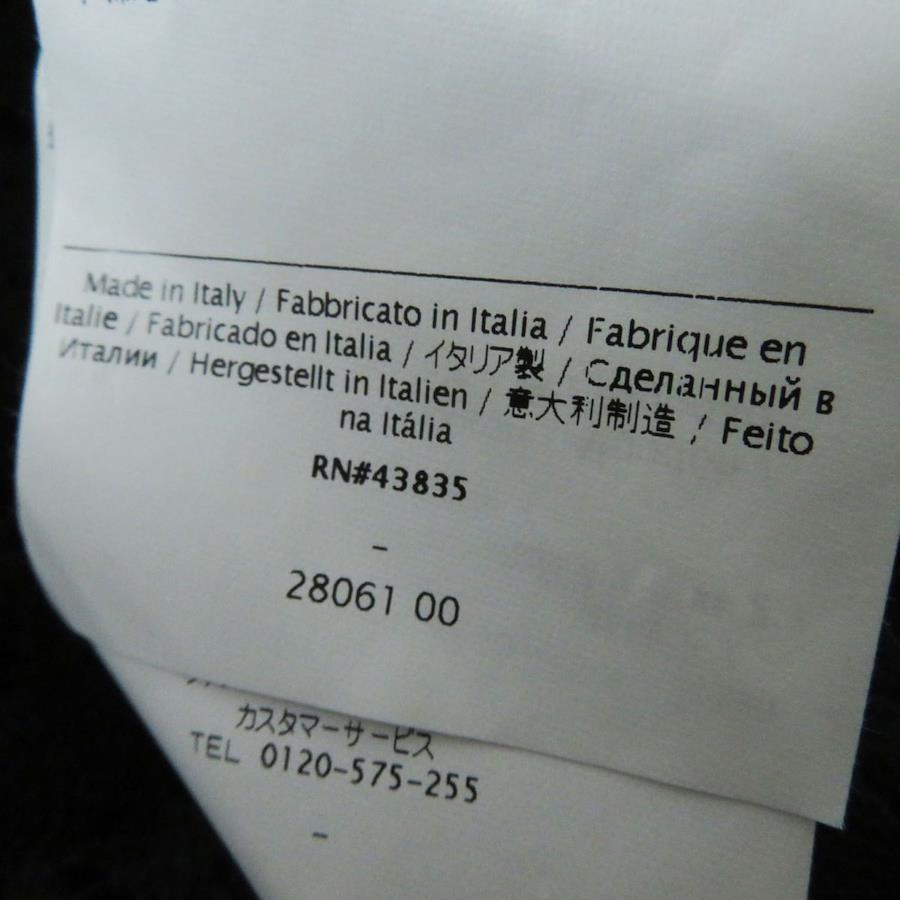 Made in Italy / Fabbricato in Italia / Fabrique en
Italie / Fabricado en Italia / イタリア製 / Сделанный в
Италии / Hergestellt in Italien / 意大利制造 / Feito
na Itália
RN#43835
-
28061 00
カスタマーサービス
TEL 0120-575-255
-